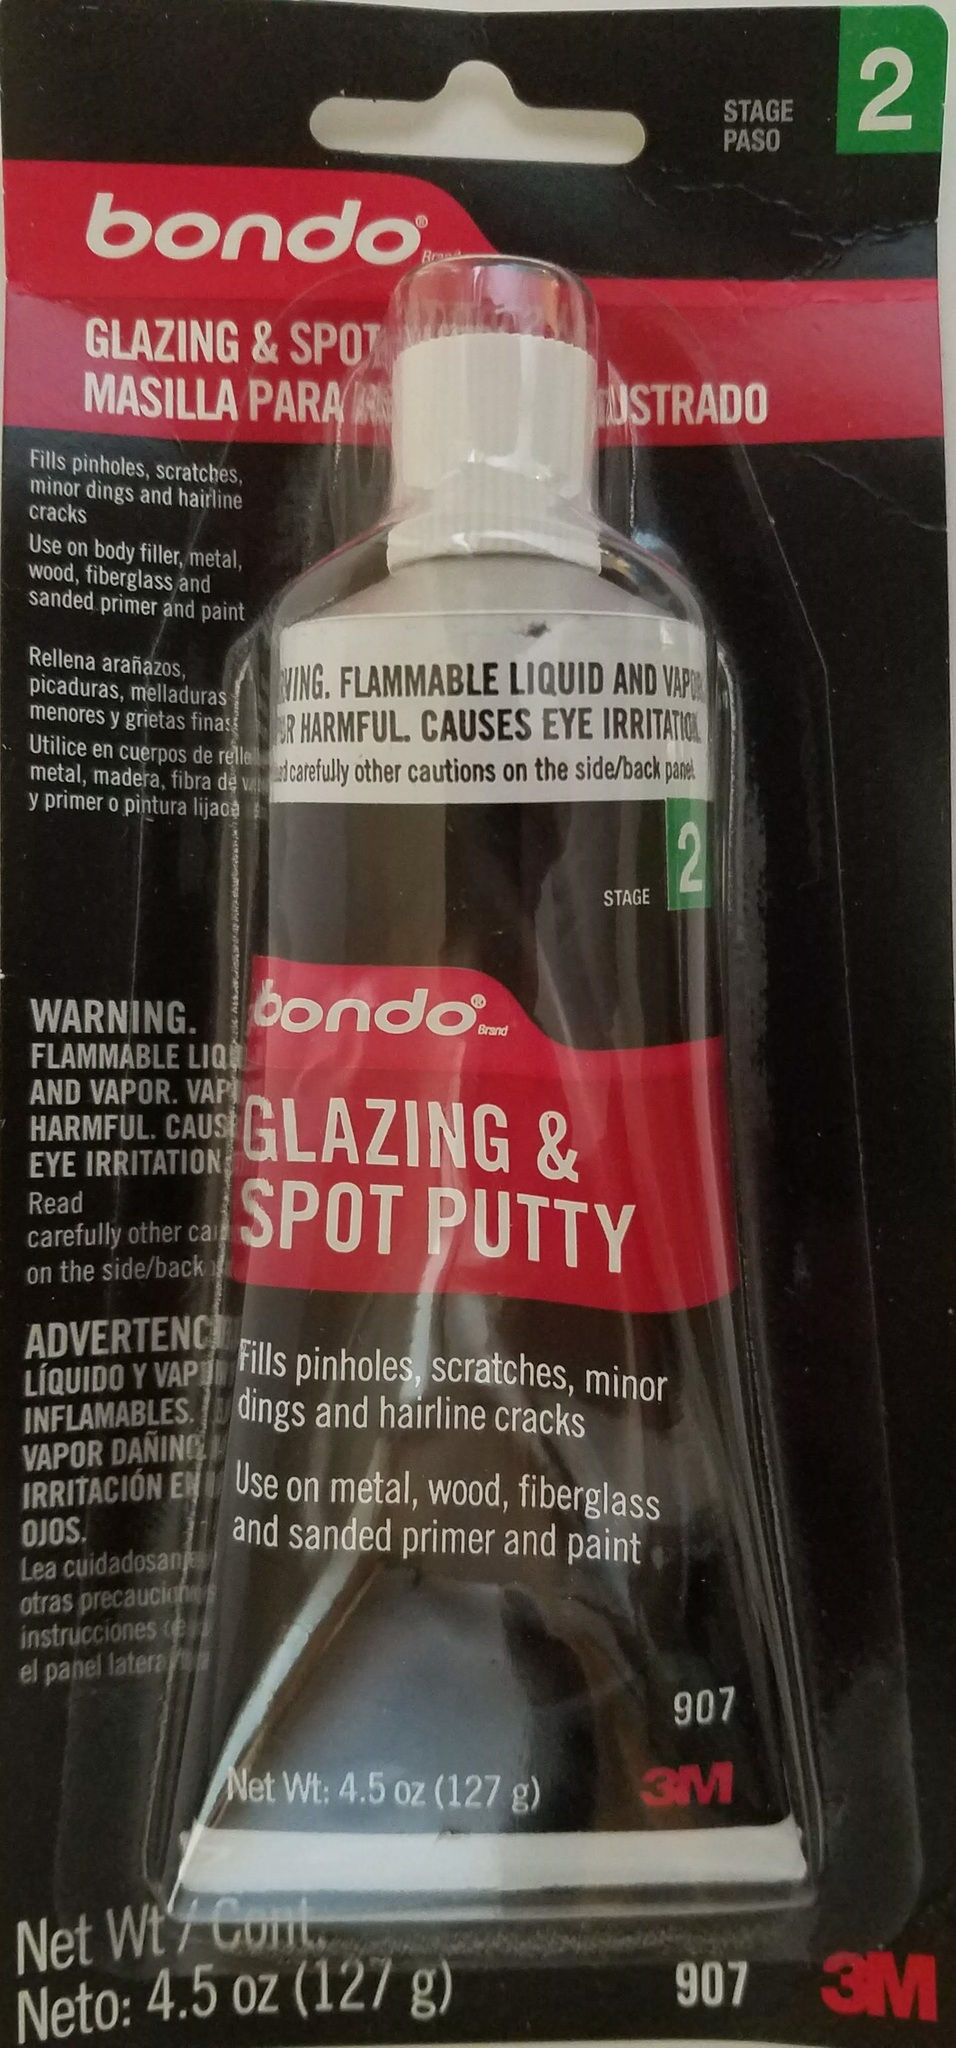 STAGE
PASO
2
bondo®
Brand
GLAZING & SPOT
MASILLA PARA
Fills pinholes, scratches,
minor dings and hairline
cracks
Use on body filler, metal,
wood, fiberglass and
sanded primer and paint
Rellena arañazos,
picaduras, melladuras
menores y grietas finas
Utilice en cuerpos de
metal, madera, fibra de
y primer o pintura
WARNING.
FLAMMABLE
AND VAPOR.
HARMFUL.
EYE IRRITATION
Read
carefully other
on the side/back
LÍQUIDO Y
INFLAMABLES.
VAPOR DAÑINO.
IRRITACIÓN EN
OJOS.
Lea
otras
instrucciones
el panel
FLAMMABLE LIQUID AND
HARMFUL. CAUSES EYE IRRITATION.
carefully other cautions on the side/back panel.
STAGE 2
bondo®
Brand
GLAZING &
SPOT PUTTY
Fills pinholes, scratches, minor
dings and hairline cracks
Use on metal, wood, fiberglass
and sanded primer and paint
907
Net Wt: 4.5 oz (127 g) 3M
Net Wt / Cont.
Neto: 4.5 oz (127 g) 907 3M